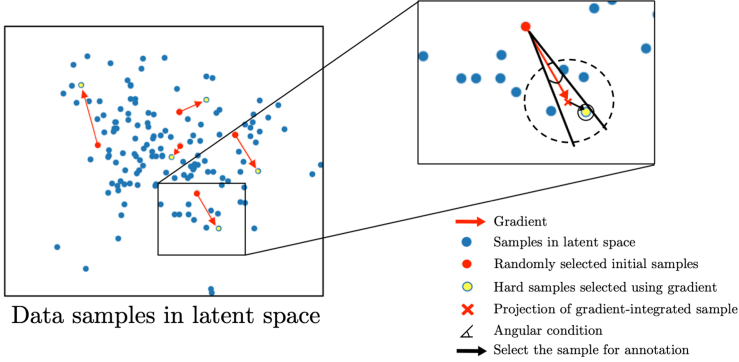 Data samples in latent space
Gradient
Samples in latent space
Randomly selected initial samples
Hard samples selected using gradient
Projection of gradient-integrated sample
Angular condition
Select the sample for annotation